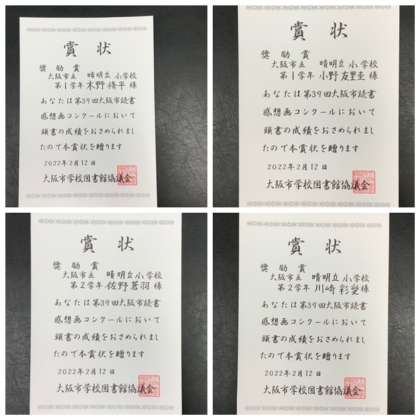 賞状
奨励賞
大阪市立 晴明丘小学校
第1学年 木野 脩平 様
あなたは第39回大阪市読書
感想画コンクールにおいて
頭書の成績をおさめられまし
たので本賞状を贈ります
2022年2月12日
大阪市学校図書館協議会
賞状
奨励賞
大阪市立 晴明丘小学校
第1学年 小野 友里圣 様
あなたは第39回大阪市読書
感想画コンクールにおいて
頭書の成績をおさめられまし
たので本賞状を贈ります
2022年2月12日
大阪市学校図書館協議会
賞状
奨励賞
大阪市立 晴明丘小学校
第2学年 佐野 蒼羽 様
あなたは第39回大阪市読書
感想画コンクールにおいて
頭書の成績をおさめられまし
たので本賞状を贈ります
2022年2月12日
大阪市学校図書館協議会
賞状
奨励賞
大阪市立 晴明丘小学校
第2学年 川崎 彩 様
あなたは第39回大阪市読書
感想画コンクールにおいて
頭書の成績をおさめられまし
たので本賞状を贈ります
2022年2月12日
大阪市学校図書館協議会